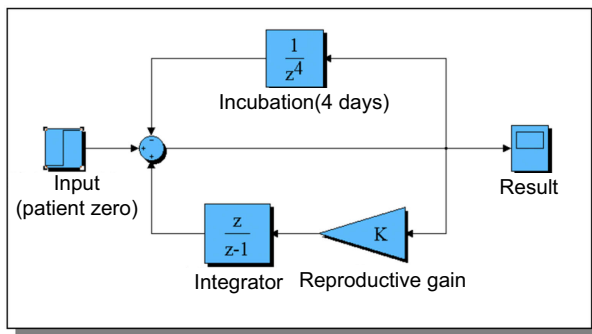 1
z4
Incubation(4 days)
−
+
+
Input
(patient zero)
Result
z
z-1
K
Integrator
Reproductive gain